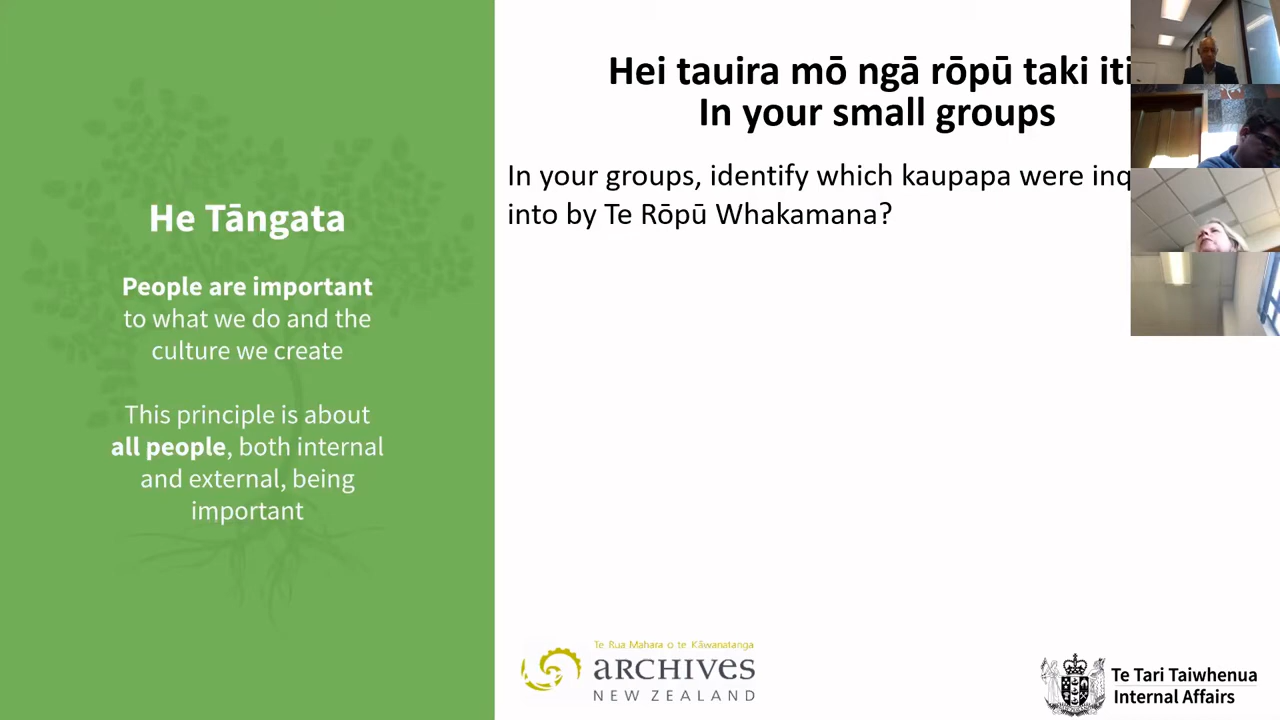 He Tāngata
People are important
to what we do and the
culture we create
This principle is about
all people, both internal
and external, being
important
Hei tauira mō ngā rōpū taki iti
In your small groups
In your groups, identify which kaupapa were inq
into by Te Rōpū Whakamana?
Te Rua Mahara o te Kāwanatanga
ARCHIVES
NEW ZEALAND
Te Tari Taiwhenua
Internal Affairs